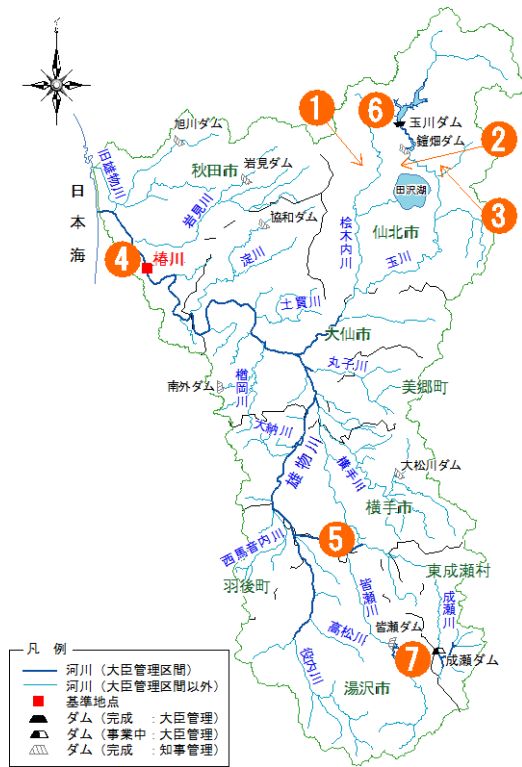 1
6
玉川ダム
2
鎧畑ダム
3
旭川ダム
旧雄物川
秋田市
岩見ダム
日本海
岩見川
協和ダム
田沢湖
仙北市
桧木内川
玉川
4
椿川
淀川
土買川
大仙市
丸子川
南外ダム
楢岡川
美郷町
大納川
雄物川
横手川
大松川ダム
横手市
5
西馬音内川
羽後町
皆瀬川
東成瀬村
成瀬川
高松川
皆瀬ダム
7
成瀬ダム
役内川
湯沢市
凡 例
河川(大臣管理区間)
河川(大臣管理区間以外)
基準地点
ダム(完成 :大臣管理)
ダム(事業中:大臣管理)
ダム(完成 :知事管理)